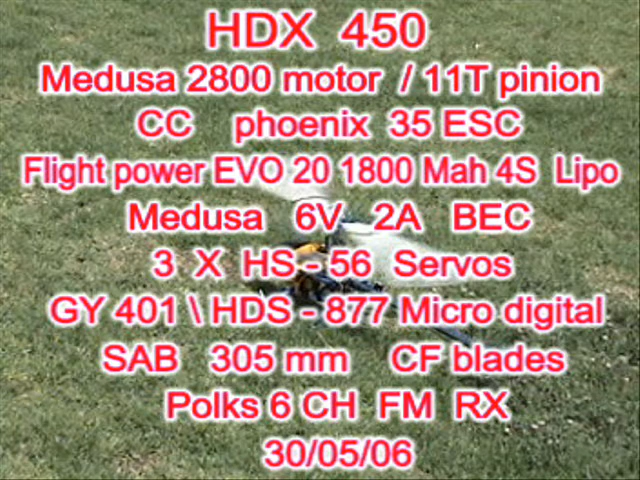 HDX 450
Medusa 2800 motor / 11T pinion
CC phoenix 35 ESC
Flight power EVO 20 1800 Mah 4S Lipo
Medusa 6V 2A BEC
3 X HS - 56 Servos
GY 401 \ HDS - 877 Micro digital
SAB 305 mm CF blades
Polks 6 CH FM RX
30/05/06